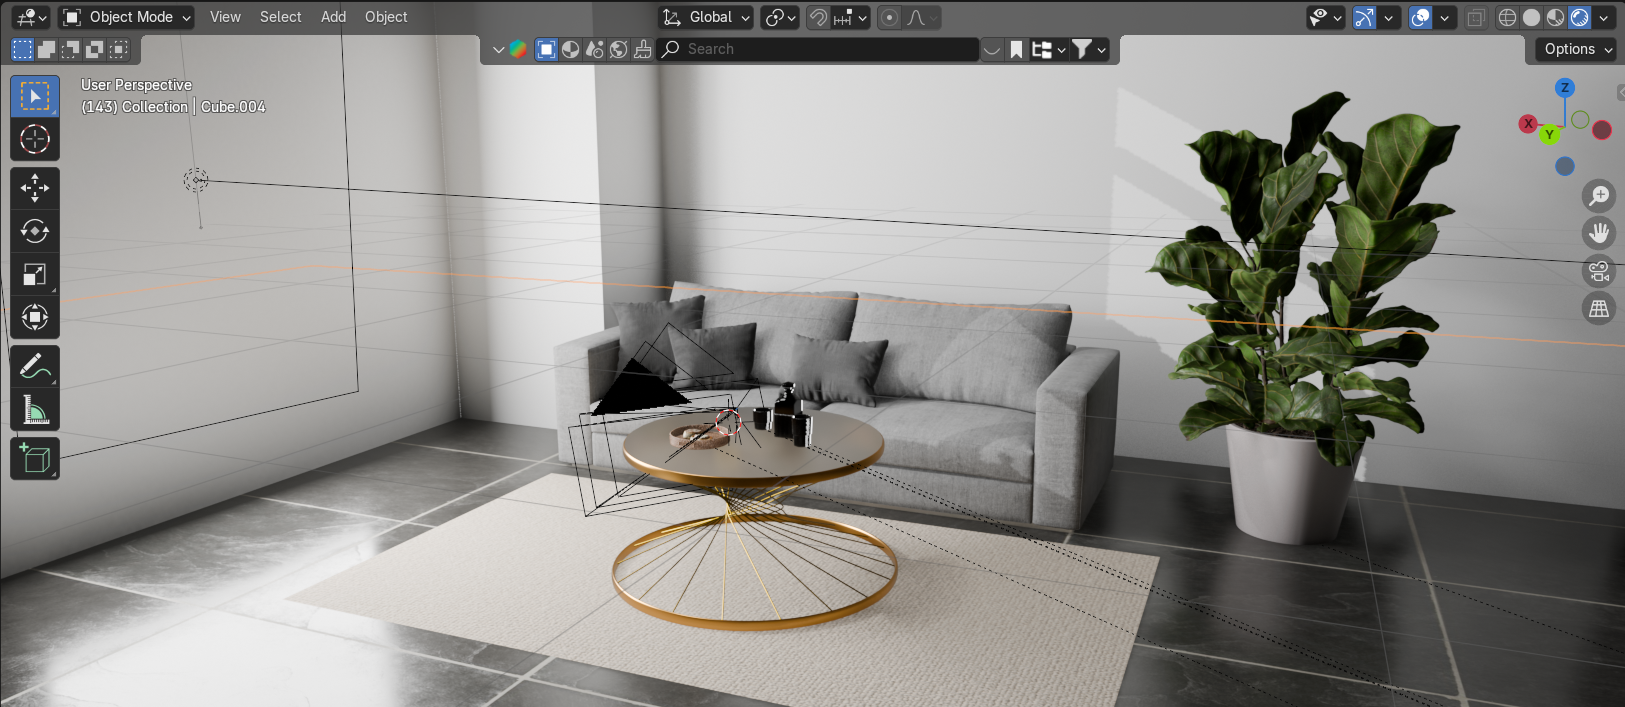 Object Mode View Select Add Object Global
Search
Options
User Perspective
(143) Collection | Cube.004
Z
X
Y